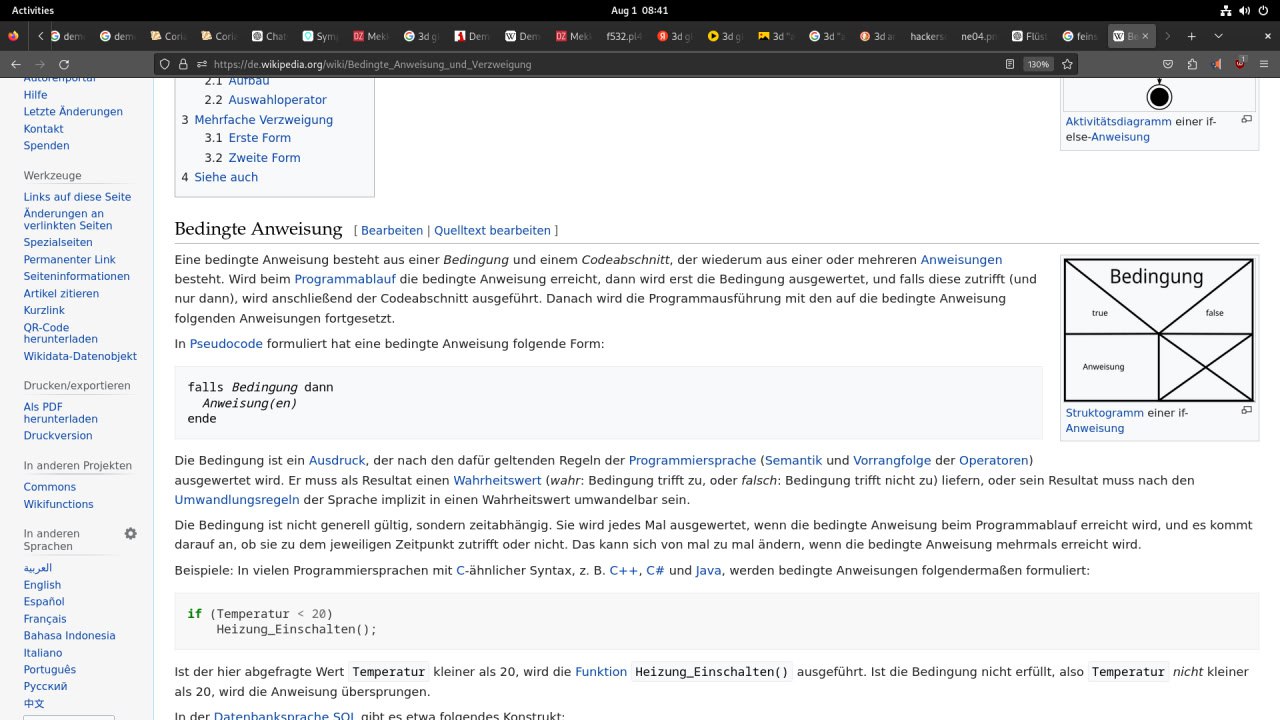 Activities
Aug 1 08:41
dem
dem
Coria
Coria
Chat
Sym
Mekk
3d g
Dem
Dem
Mekk
f532.pl4
3d gl
3d gr
3d "a
3d "a
3d ar
hackers
ne04.pn
Flüst
feins
Be
https://de.wikipedia.org/wiki/Bedingte_Anweisung_und_Verzweigung
130%
1
Autorenportal
Hilfe
Letzte Änderungen
Kontakt
Spenden
Werkzeuge
Links auf diese Seite
Änderungen an
verlinkten Seiten
Spezialseiten
Permanenter Link
Seiteninformationen
Artikel zitieren
Kurzlink
QR-Code
herunterladen
Wikidata-Datenobjekt
Drucken/exportieren
Als PDF
herunterladen
Druckversion
In anderen Projekten
Commons
Wikifunctions
In anderen
Sprachen
العربية
English
Español
Français
Bahasa Indonesia
Italiano
Português
Русский
中文
2.1 Aufbau
2.2 Auswahloperator
3 Mehrfache Verzweigung
3.1 Erste Form
3.2 Zweite Form
4 Siehe auch
Aktivitätsdiagramm einer if-
else-Anweisung
Bedingte Anweisung [ Bearbeiten | Quelltext bearbeiten ]
Eine bedingte Anweisung besteht aus einer Bedingung und einem Codeabschnitt, der wiederum aus einer oder mehreren Anweisungen
besteht. Wird beim Programmablauf die bedingte Anweisung erreicht, dann wird erst die Bedingung ausgewertet, und falls diese zutrifft (und
nur dann), wird anschließend der Codeabschnitt ausgeführt. Danach wird die Programmausführung mit den auf die bedingte Anweisung
folgenden Anweisungen fortgesetzt.
In Pseudocode formuliert hat eine bedingte Anweisung folgende Form:
falls Bedingung dann
Anweisung(en)
ende
Bedingung
true
false
Anweisung
Struktogramm einer if-
Anweisung
Die Bedingung ist ein Ausdruck, der nach den dafür geltenden Regeln der Programmiersprache (Semantik und Vorrangfolge der Operatoren)
ausgewertet wird. Er muss als Resultat einen Wahrheitswert (wahr: Bedingung trifft zu, oder falsch: Bedingung trifft nicht zu) liefern, oder sein Resultat muss nach den
Umwandlungsregeln der Sprache implizit in einen Wahrheitswert umwandelbar sein.
Die Bedingung ist nicht generell gültig, sondern zeitabhängig. Sie wird jedes Mal ausgewertet, wenn die bedingte Anweisung beim Programmablauf erreicht wird, und es kommt
darauf an, ob sie zu dem jeweiligen Zeitpunkt zutrifft oder nicht. Das kann sich von mal zu mal ändern, wenn die bedingte Anweisung mehrmals erreicht wird.
Beispiele: In vielen Programmiersprachen mit C-ähnlicher Syntax, z. B. C++, C# und Java, werden bedingte Anweisungen folgendermaßen formuliert:
if (Temperatur < 20)
Heizung_Einschalten();
Ist der hier abgefragte Wert Temperatur kleiner als 20, wird die Funktion Heizung_Einschalten() ausgeführt. Ist die Bedingung nicht erfüllt, also Temperatur nicht kleiner
als 20, wird die Anweisung übersprungen.
In der Datenbanksprache SQL gibt es etwa folgendes Konstrukt: